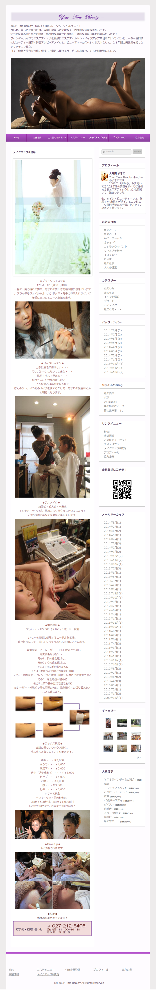 Your Time Beauty
Your Time Beauty　略してYTBのホームページへようこそ！
長い間、美しさを保つには、表面的な美しさではなく、内面的な体質改善からです。
YTBでは体の疲れをとり除き、根本的な体質から改善し、健康な体から美を追求いたします！
ラベンダーハイツでエステティックを拠点にエステティシャン・メイクアップ東日本デザインコンピューター専門校
のビューティー講師・群馬テレビヘアメイクと、ビューティーのスペシャリストとして、２１年間の美容業を経て２
００９年より独立。
日々、健康と美容を皆様に伝授しご満足し頂けるサービスを心掛け、YTBを開業致しました。
Blog
店舗情報
この夏のイチオシ！
エステメニュー
メイクアップ&脱毛
プロフィール
協力企業
メイクアップ&脱毛
◆ブライダルエステ◆
120分　￥15,000（税別）
一生に一度の晴れの舞台。あなたの美しさを最大限に引き出します
。ブライダルフェイシャル・ハンドケア・背中のお手入れなど、ご
希望に合わせてコースを組みます。
◆メイクレッスン◆
上手に眉毛が書けない・・・
ワンパターンになってしまう・・・
肌がくすんで見える・・・
似合う口紅の色がわからない・・・
そんな悩みはありませんか？
ほんの少し、いつものメイクを変えるだけで、あなたの顔色がぐん
と明るくなります。
◆フルメイク◆
結婚式・成人式・卒業式
その他パーティなど、他の人より目立っちゃいましょう！
プロの技術であなたを最高に美しくします。
◆電気脱毛◆
30分・・・￥5,000（￥168 / 1分）※　税別
1本1本を完璧に処理するニードル脱毛法。
自己処理によって荒れてしまったお肌も同時にケアします。
「電気脱毛」と「レーザー」「光」脱毛との違い
電気脱毛ならば・・・
その1：肌の色を選ばない
その2：毛の色も選ばない
その3：うぶ毛の脱毛もOK
その4：曲がった毛癖でも確実に処理
その5：高周波法・ブレンド法と体質・肌質・毛質ごとに選択できる
その6：完全処理が望める
その7：顔や眉のむだ毛脱毛もOK
※レーザー・光脱毛で残毛処理の方は、電気脱毛への切り替えをオ
ススメ致します。
◆ワックス脱毛◆
お肌に優しいワックス脱毛。
だんだんと薄くしていく脱毛法です。
両脇・・・￥3,000
両うで・・・￥4,000
両足下・・・￥5,000
背中（ブラ線まで）・・・￥￥5,000
ヒップ・・・￥4,000
お腹・・・￥3,000
腰・・・￥3,000
ビキニ・・・￥3,000
※すべて税別
＋ワキ・うで・足の料金は、
2回目￥500割引、3回目￥1,000割引
いつから始めても3月末まで3回目料金！
◆Make Up◆
メイク後の写真です。
■脱毛■
男性の脱毛もやってます！
ご予約・お問い合わせ
tel：027-212-8406
受付時間　11：00～19：30
定 休 日　不　定　休
Search
Search
プロフィール
大井田 ゆきこ
Your Time Beauty オーナー
のゆきこです。
2008年11月から、今までし
てきた21年間の美容をすべてご提供
できるエステティックサロンを目指
して、独立しました。
他、メイク・ビューティーでは、群
馬ＴＶ･東日本デザイン＆コンピュ
ータ専門学校とお手伝いをさせてい
ただいております。
最近の投稿
夏休み・２
夏休み・１
AKB　チーム８
きゃぁ～?
コシラックイベント
ママとプチ旅行
ＪＯＹｎ’ｔ
だるま
私の仕事
大人の遠足
カテゴリー
お楽しみ
お知らせ
イベント情報
デザート
ヘアメイク
私ごとで・・・
バックナンバー
2014年8月 (2)
2014年7月 (2)
2014年6月 (6)
2014年5月 (2)
2014年4月 (2)
2014年3月 (3)
2014年2月 (2)
2014年1月 (3)
2013年12月 (3)
2013年11月 (4)
2013年10月 (2)
y.t.bのBlog
私の愛車
バラ
yyukiko44
春の出来ごと　２．
春の出来事　１．
リンクメニュー
Blog
店舗情報
この夏のイチオシ！
エステメニュー
メイクアップ&脱毛
プロフィール
協力企業
会員登録はコチラ！
メールアーカイブ
2014年8月(1)
2014年7月(1)
2014年6月(2)
2014年5月(1)
2014年4月(1)
2014年3月(3)
2014年2月(2)
2014年1月(2)
2013年12月(2)
2013年11月(2)
2013年10月(1)
2013年7月(3)
2013年6月(1)
2013年5月(1)
2013年3月(1)
2013年2月(1)
2013年1月(1)
2012年12月(1)
2012年10月(1)
2012年9月(1)
2012年7月(1)
2012年6月(1)
2012年4月(1)
2012年1月(1)
2011年11月(1)
2011年10月(1)
2011年8月(1)
2011年7月(1)
2011年6月(1)
2011年4月(2)
2011年3月(1)
2011年2月(1)
2011年1月(1)
2010年11月(1)
2010年10月(1)
2010年8月(2)
2010年7月(1)
2010年6月(2)
2010年4月(3)
2010年3月(1)
2010年2月(1)
2010年1月(2)
2009年12月(1)
ギャラリー
次へ
人気記事
ＹＴＢラベンダーをご紹介 | 観覧数
(340)
コシラックイベント | 観覧数(247)
ハッピーバースデイ | 観覧数(223)
紅葉 | 観覧数(214)
45歳バースデイ | 観覧数(204)
ダイスキ | 観覧数(198)
肉好き | 観覧数(195)
♪祝・5周年♪ | 観覧数(190)
願掛け | 観覧数(189)
冷え対策．１ | 観覧数(185)
Blog
エステメニュー
YTB会員登録
プロフィール
協力企業
店舗情報
メイクアップ&脱毛
(c) Your Time Beauty All rights reserved